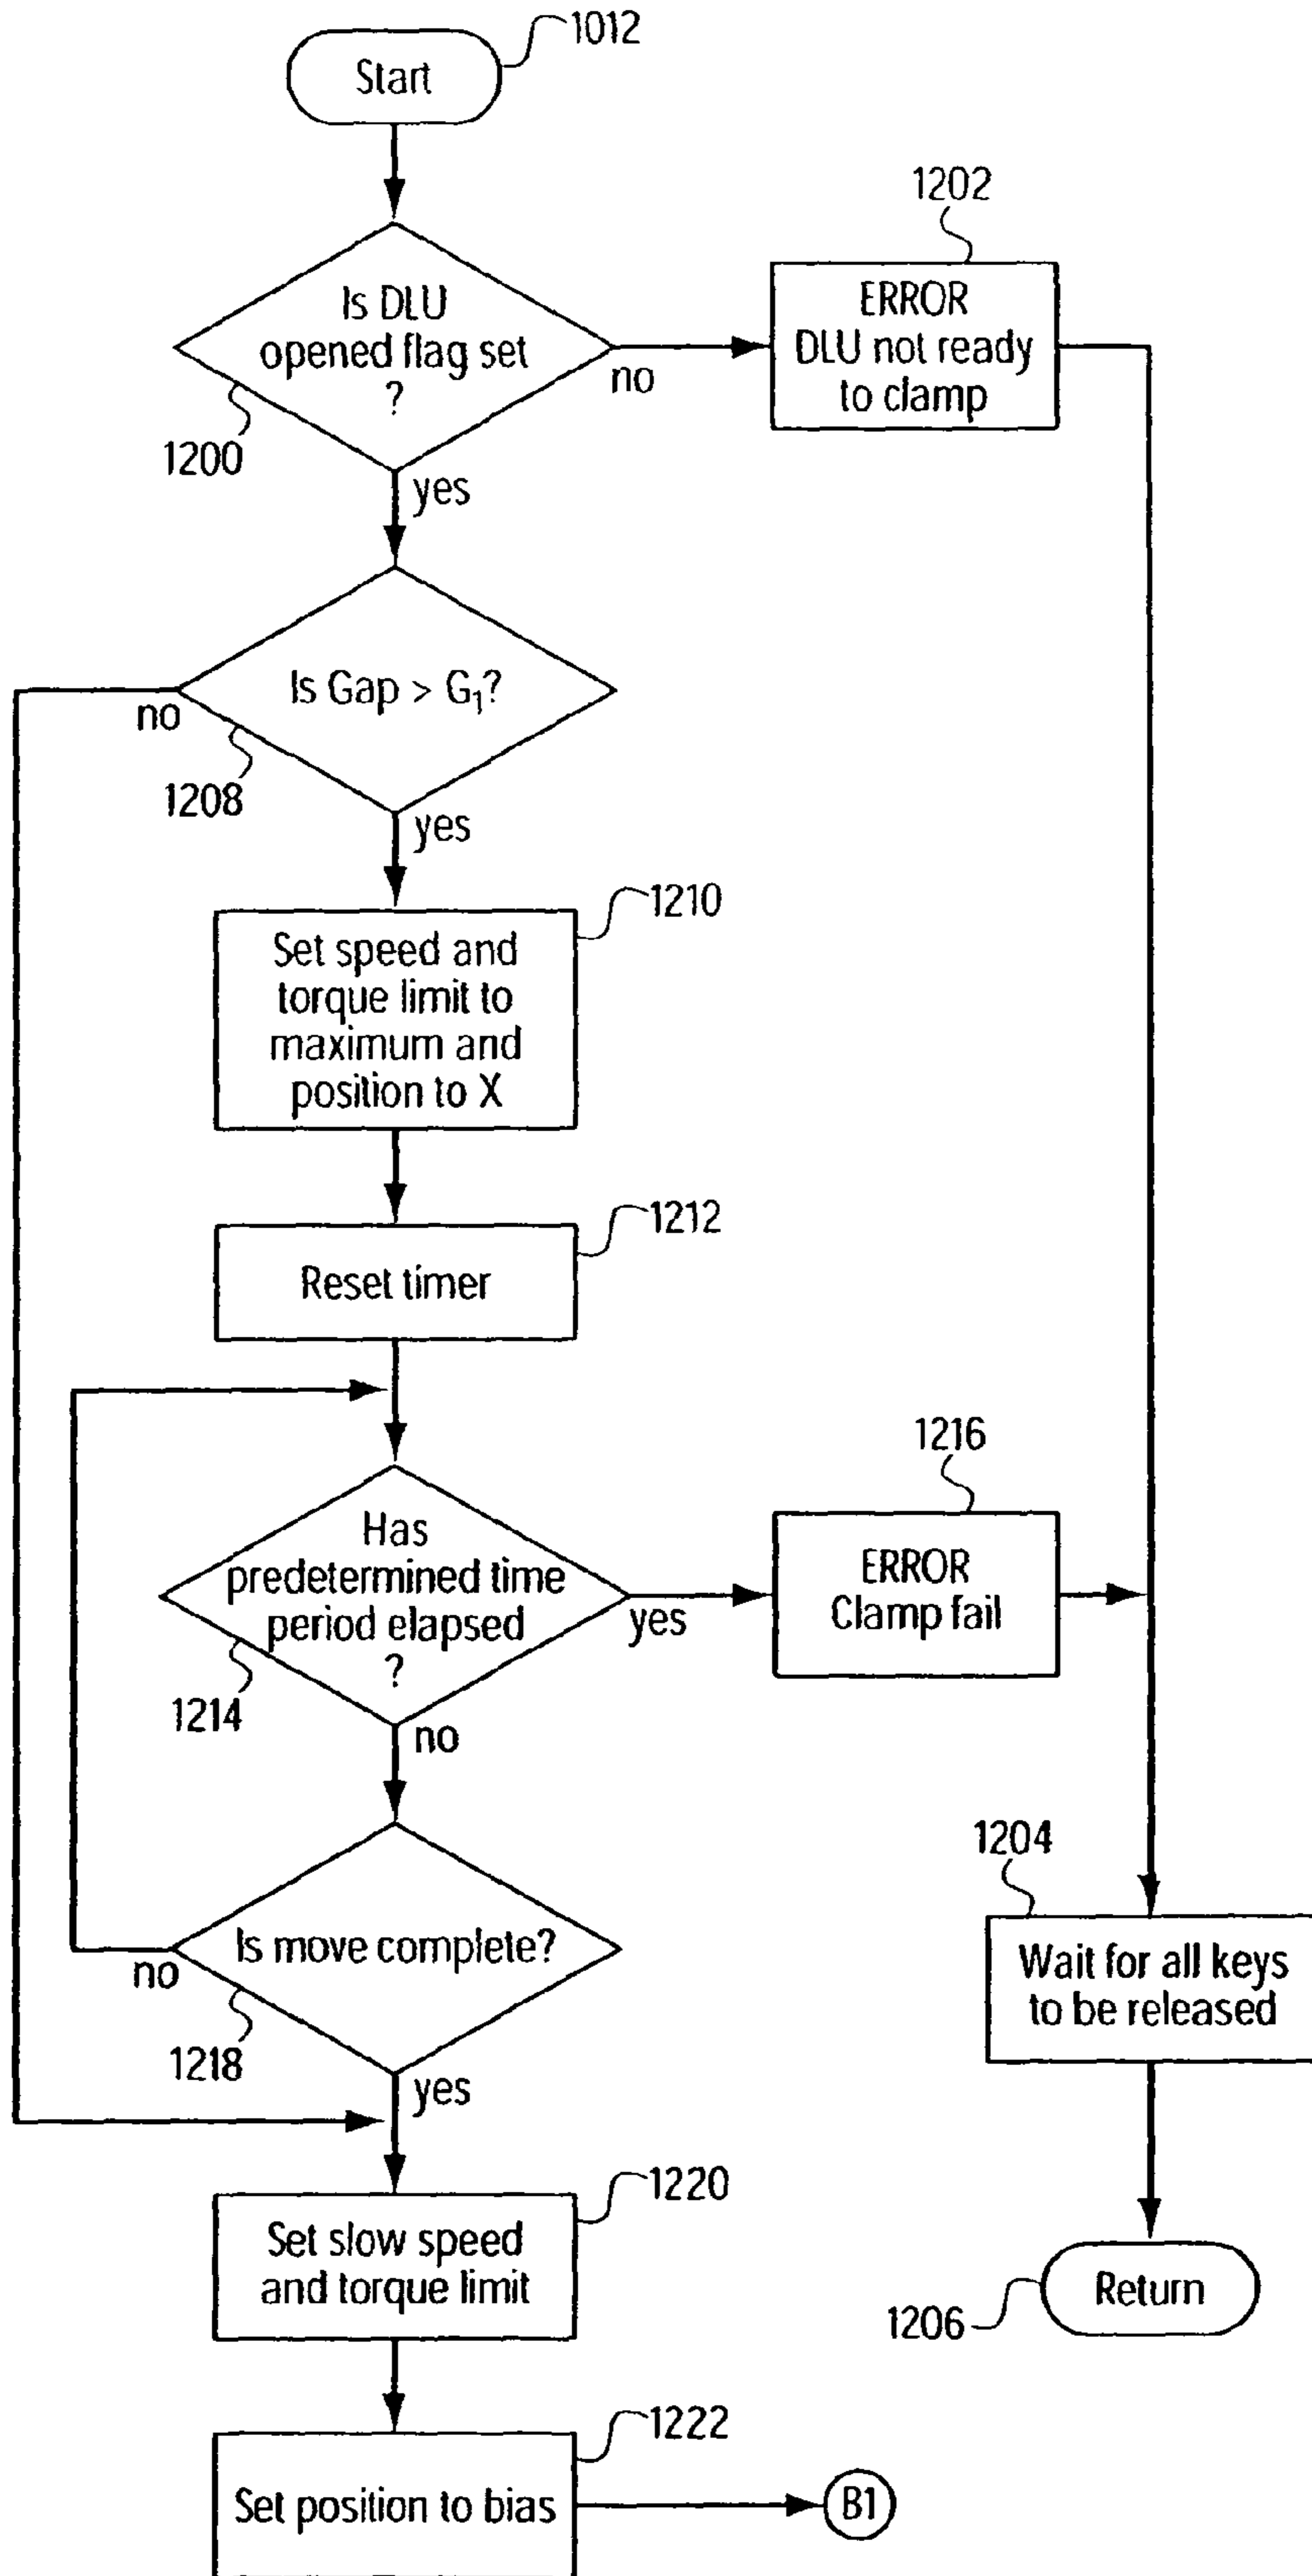 1012
Start
1202
Is DLU
opened flag set
?
no
1200
yes
ERROR
DLU not ready
to clamp
Is Gap > G₁?
no
1208
yes
1210
Set speed and
torque limit to
maximum and
position to X
1212
Reset timer
1216
Has
predetermined time
period elapsed
?
yes
1214
no
ERROR
Clamp fail
1204
Is move complete?
no
1218
yes
Wait for all keys
to be released
1220
Set slow speed
and torque limit
Return
1206
1222
Set position to bias
B1